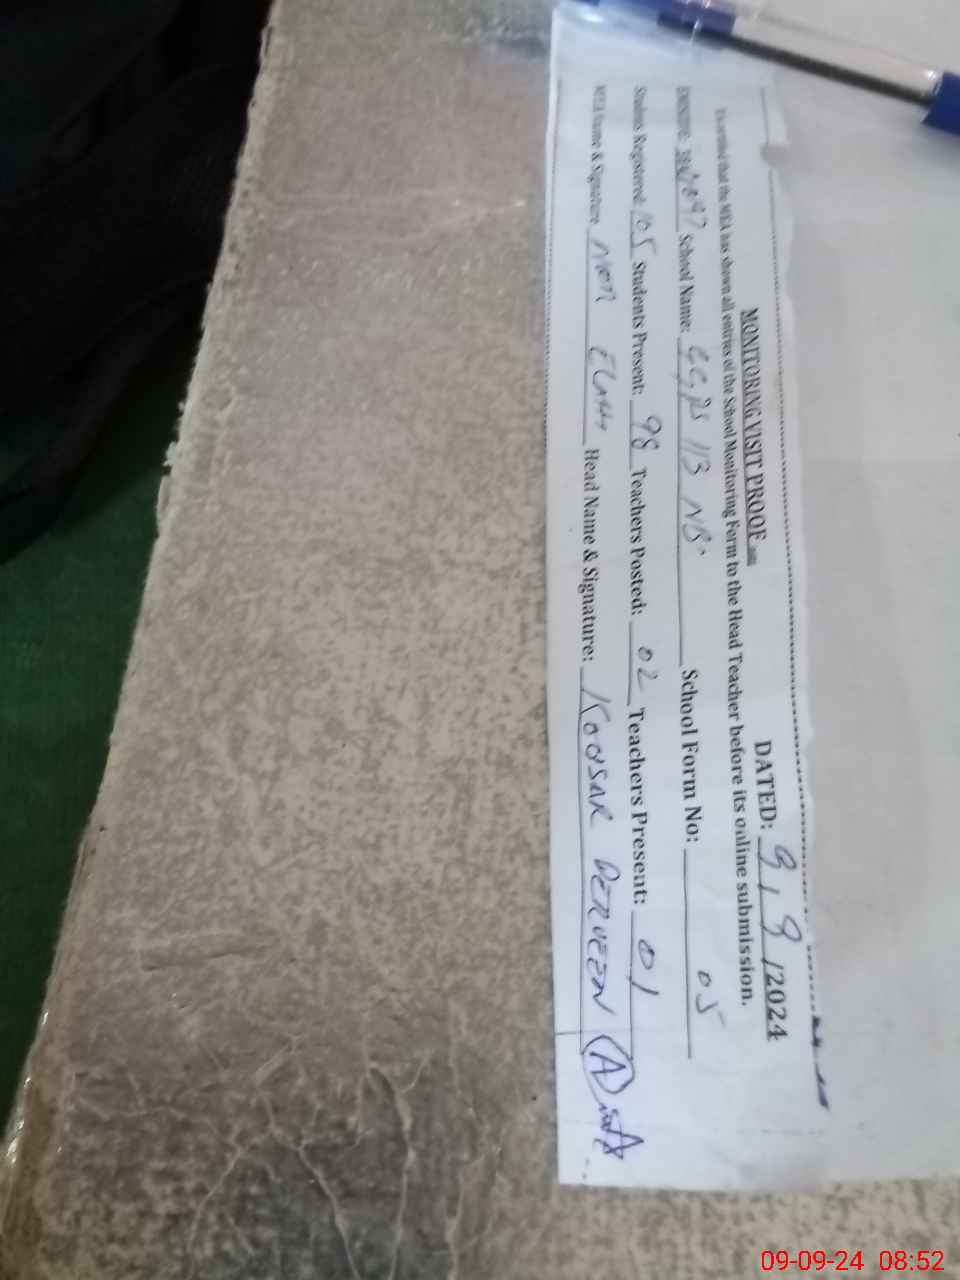 MONITORING VISIT PROOF DATED: 9/9/2024
that the MEA has shown all entries of the School Monitoring Form to the Head Teacher before its online submission.
School Name: GGPS 113 NB. School Form No: 05
Students Registered: 105 Students Present: 98 Teachers Posted: 02 Teachers Present: 01
MEA Name & Signature Head Name & Signature: KOUSAR PERVEEN (A)
09-09-24 08:52